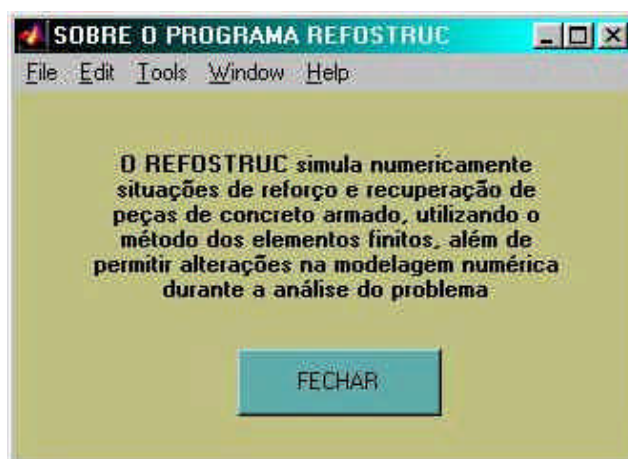 SOBRE O PROGRAMA REFOSTRUC
File Edit Tools Window Help
O REFOSTRUC simula numericamente
situações de reforço e recuperação de
peças de concreto armado, utilizando o
método dos elementos finitos, além de
permitir alterações na modelagem numérica
durante a análise do problema
FECHAR